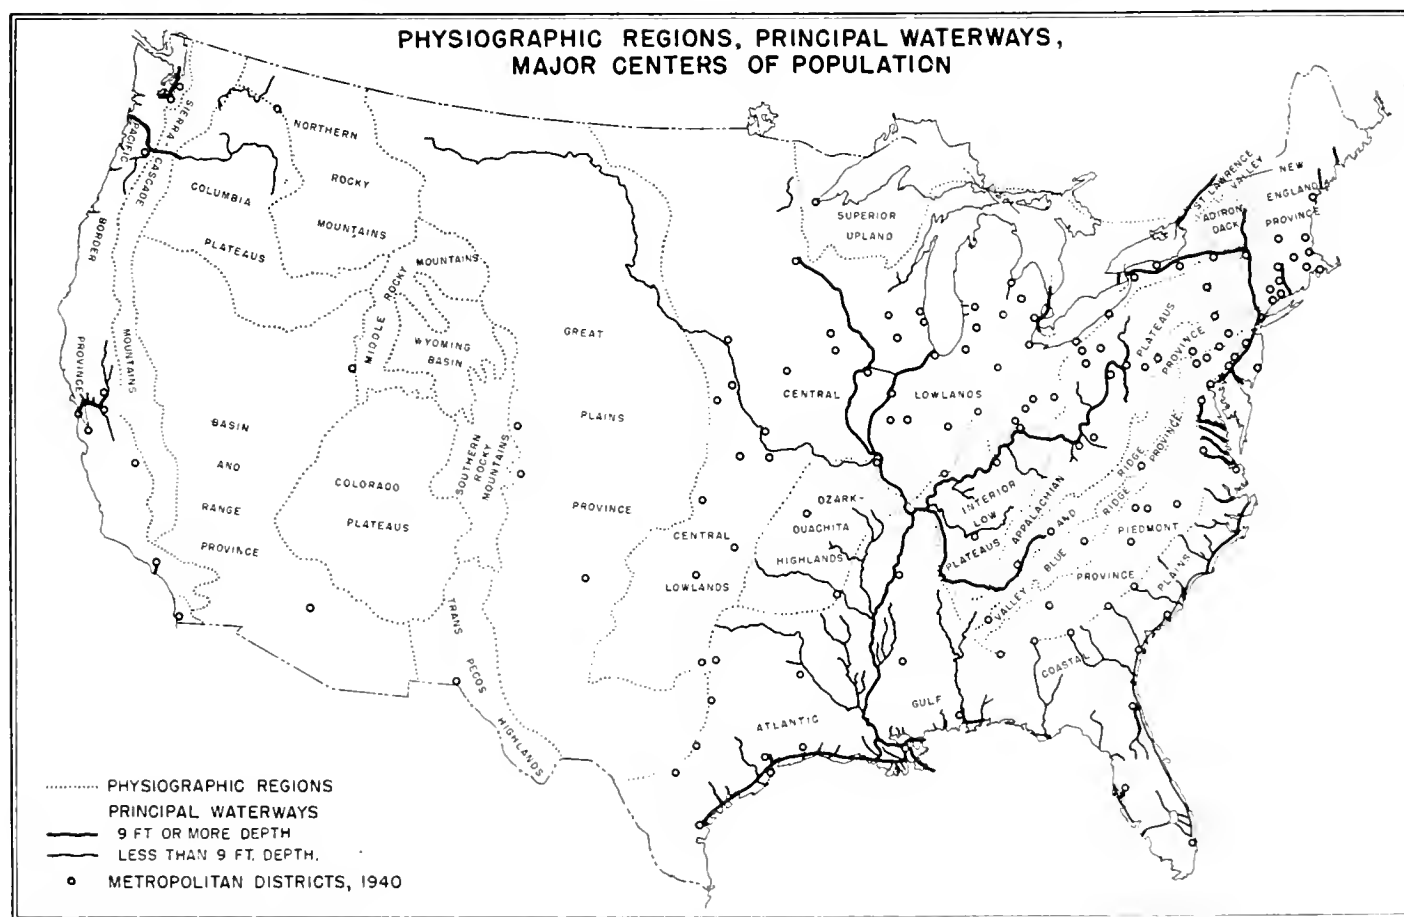 PHYSIOGRAPHIC REGIONS, PRINCIPAL WATERWAYS,
MAJOR CENTERS OF POPULATION
PACIFIC
BORDER
PROVINCE
SIERRA
CASCADE
MOUNTAINS
COLUMBIA
PLATEAUS
NORTHERN
ROCKY
MOUNTAINS
MIDDLE ROCKY
MOUNTAINS
WYOMING
BASIN
BASIN
AND
RANGE
PROVINCE
COLORADO
PLATEAUS
SOUTHERN
ROCKY
MOUNTAINS
GREAT
PLAINS
PROVINCE
TRANS
PECOS
HIGHLANDS
SUPERIOR
UPLAND
CENTRAL
LOWLANDS
CENTRAL
LOWLANDS
OZARK-
OUACHITA
HIGHLANDS
INTERIOR
LOW
PLATEAUS
APPALACHIAN
PLATEAUS
PROVINCE
VALLEY AND RIDGE
PROVINCE
BLUE RIDGE
PIEDMONT
PROVINCE
ATLANTIC
GULF
COASTAL
PLAINS
ST. LAWRENCE
VALLEY
ADIRON
DACK
NEW
ENGLAND
PROVINCE
PHYSIOGRAPHIC REGIONS
PRINCIPAL WATERWAYS
9 FT OR MORE DEPTH
LESS THAN 9 FT. DEPTH.
METROPOLITAN DISTRICTS, 1940